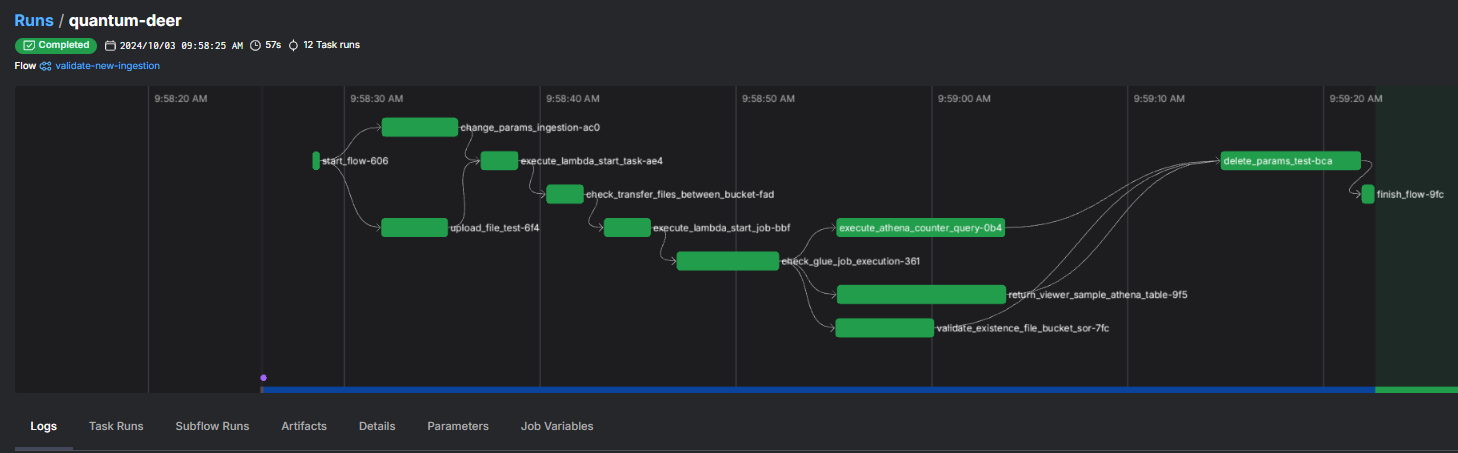 Runs / quantum-deer
Completed 2024/10/03 09:58:25 AM 57s 12 Task runs
Flow validate-new-ingestion
9:58:20 AM 9:58:30 AM 9:58:40 AM 9:58:50 AM 9:59:00 AM 9:59:10 AM 9:59:20 AM
change_params_ingestion-ac0
start_flow-606 execute_lambda_start_task-ae4 delete_params_test-bca
check_transfer_files_between_bucket-fad finish_flow-9fc
upload_file_test-6f4 execute_lambda_start_job-bbf execute_athena_counter_query-0b4
check_glue_job_execution-361
return_viewer_sample_athena_table-9f5
validate_existence_file_bucket_sor-7fc
Logs Task Runs Subflow Runs Artifacts Details Parameters Job Variables